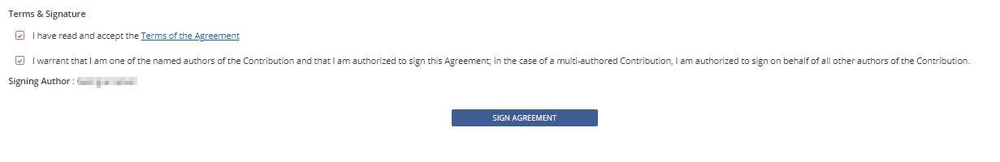 Terms & Signature
I have read and accept the Terms of the Agreement
I warrant that I am one of the named authors of the Contribution and that I am authorized to sign this Agreement; in the case of a multi-authored Contribution, I am authorized to sign on behalf of all other authors of the Contribution.
Signing Author :
SIGN AGREEMENT